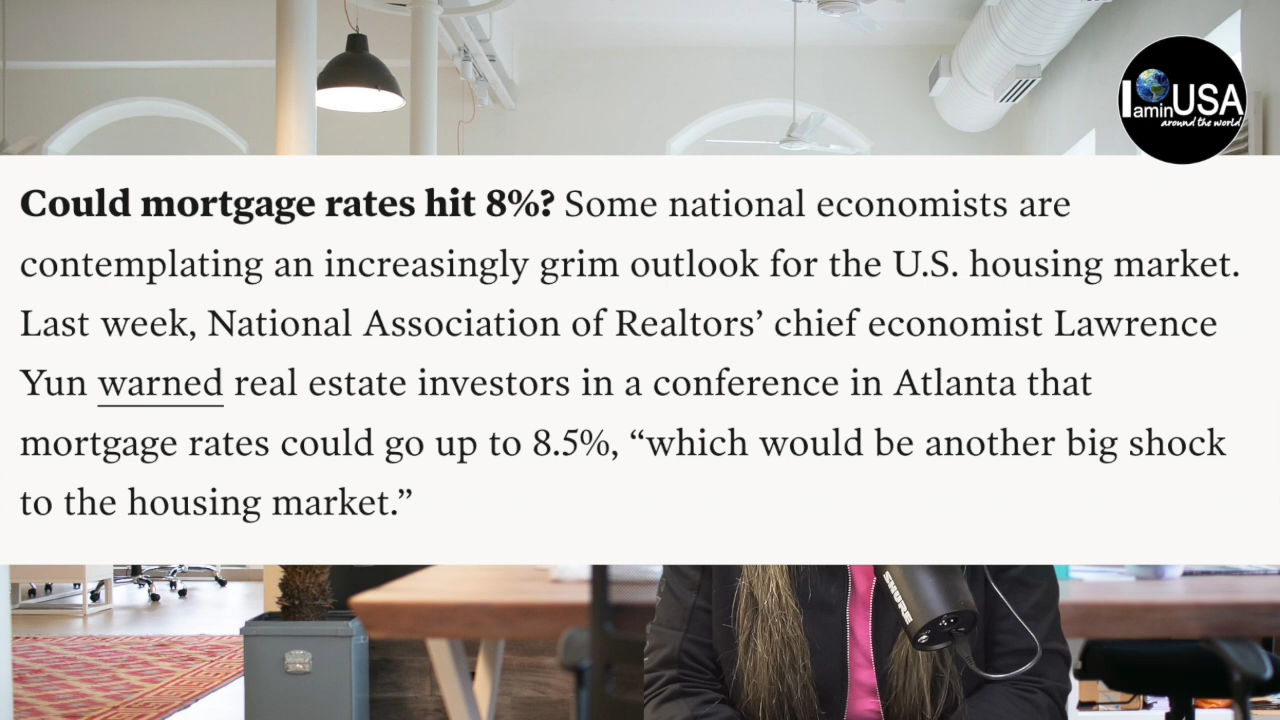 IaminUSA
around the world
Could mortgage rates hit 8%? Some national economists are
contemplating an increasingly grim outlook for the U.S. housing market.
Last week, National Association of Realtors’ chief economist Lawrence
Yun warned real estate investors in a conference in Atlanta that
mortgage rates could go up to 8.5%, “which would be another big shock
to the housing market.”
SHURE